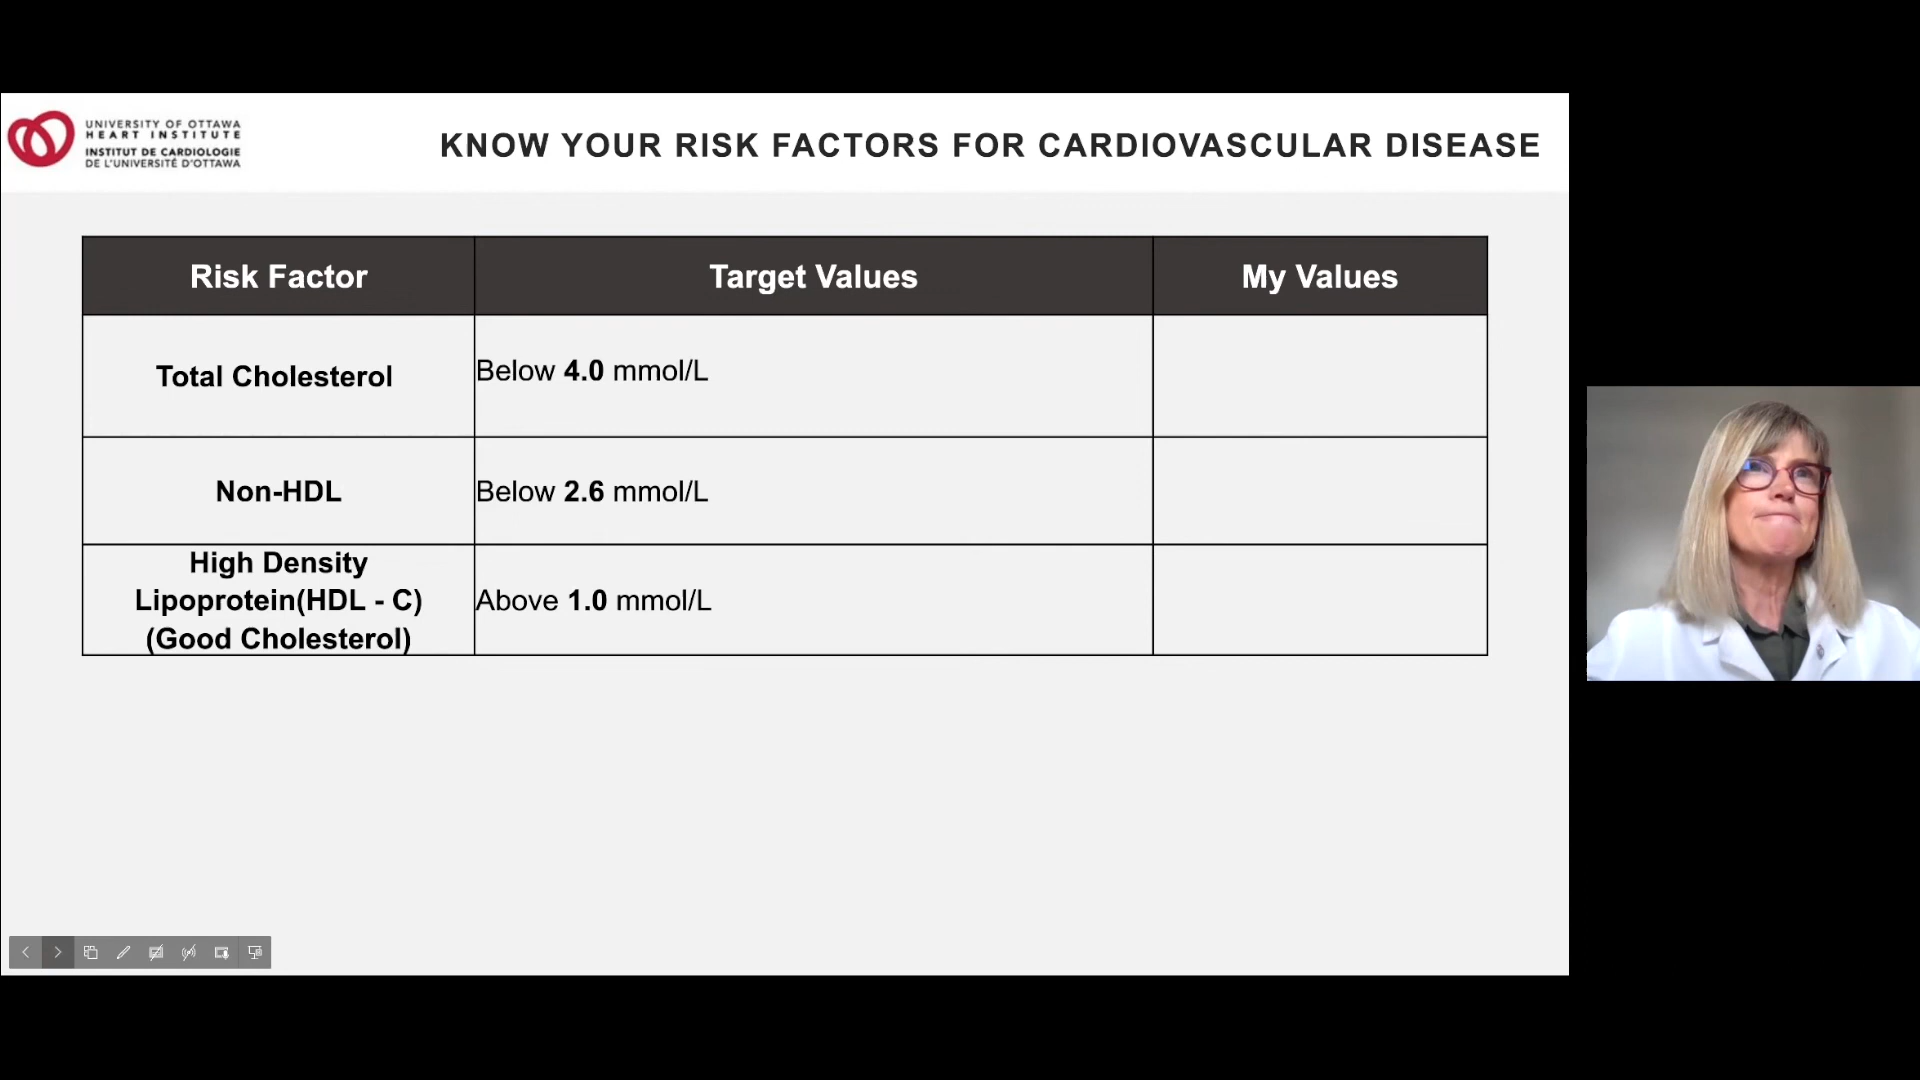 UNIVERSITY OF OTTAWA
HEART INSTITUTE
INSTITUT DE CARDIOLOGIE
DE L'UNIVERSITÉ D'OTTAWA
KNOW YOUR RISK FACTORS FOR CARDIOVASCULAR DISEASE
Risk Factor
Target Values
My Values
Total Cholesterol
Below 4.0 mmol/L
Non-HDL
Below 2.6 mmol/L
High Density
Lipoprotein(HDL - C)
(Good Cholesterol)
Above 1.0 mmol/L